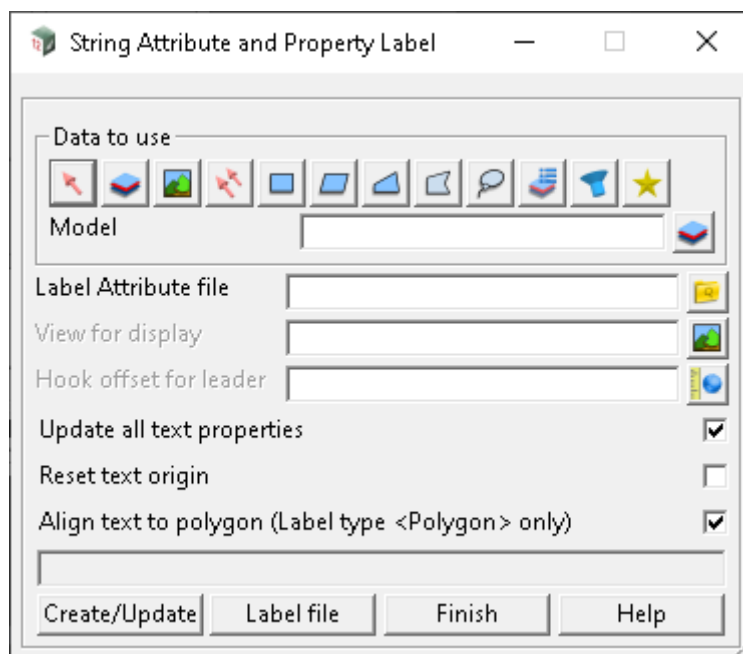 String Attribute and Property Label
Data to use
Model
Label Attribute file
View for display
Hook offset for leader
Update all text properties
Reset text origin
Align text to polygon (Label type <Polygon> only)
Create/Update Label file Finish Help